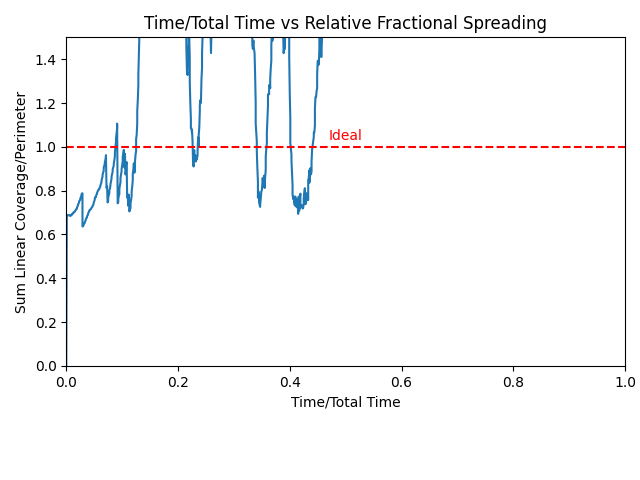 Time/Total Time vs Relative Fractional Spreading
Sum Linear Coverage/Perimeter
1.4
1.2
1.0
0.8
0.6
0.4
0.2
0.0
Ideal
0.0 0.2 0.4 0.6 0.8 1.0
Time/Total Time